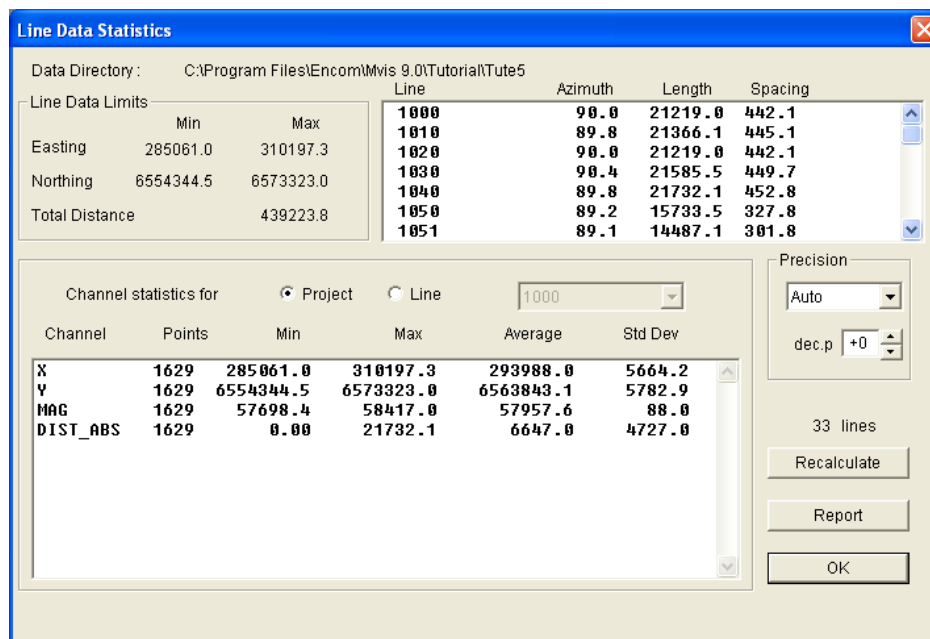 Line Data Statistics
Data Directory : C:\Program Files\Encom\Mvis 9.0\Tutorial\Tute5
Line Data Limits
Min Max
Easting 285061.0 310197.3
Northing 6554344.5 6573323.0
Total Distance 439223.8
Line Azimuth Length Spacing
1000 90.0 21219.0 442.1
1010 89.8 21366.1 445.1
1020 90.0 21219.0 442.1
1030 90.4 21585.5 449.7
1040 89.8 21732.1 452.8
1050 89.2 15733.5 327.8
1051 89.1 14487.1 301.8
Channel statistics for Project Line 1000
Channel Points Min Max Average Std Dev
X 1629 285061.0 310197.3 293988.0 5664.2
Y 1629 6554344.5 6573323.0 6563843.1 5782.9
MAG 1629 57698.4 58417.0 57957.6 88.0
DIST_ABS 1629 0.00 21732.1 6647.0 4727.0
Precision
Auto
dec.p +0
33 lines
Recalculate
Report
OK